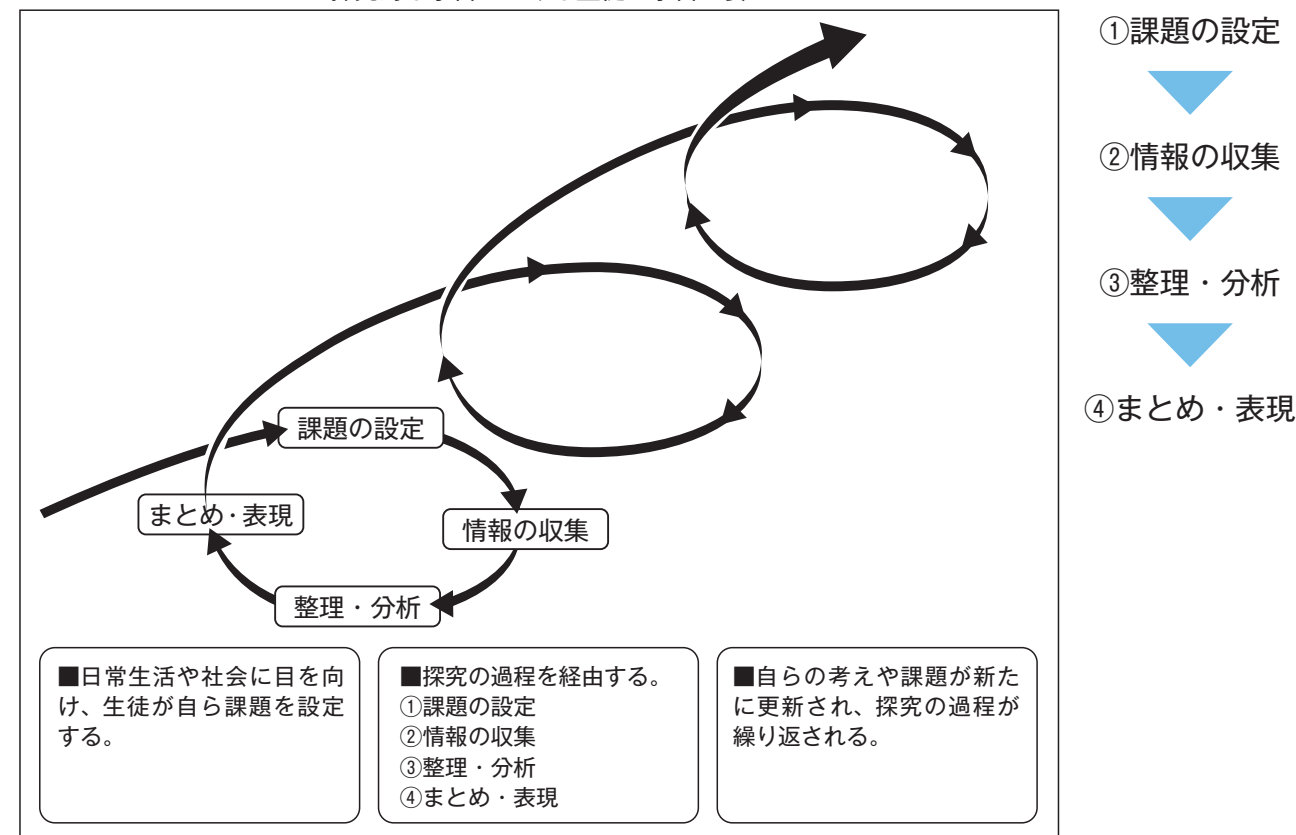 課題の設定
まとめ・表現
情報の収集
整理・分析
■日常生活や社会に目を向
け、生徒が自ら課題を設定
する。
■探究の過程を経由する。
①課題の設定
②情報の収集
③整理・分析
④まとめ・表現
■自らの考えや課題が新た
に更新され、探究の過程が
繰り返される。
①課題の設定
②情報の収集
③整理・分析
④まとめ・表現